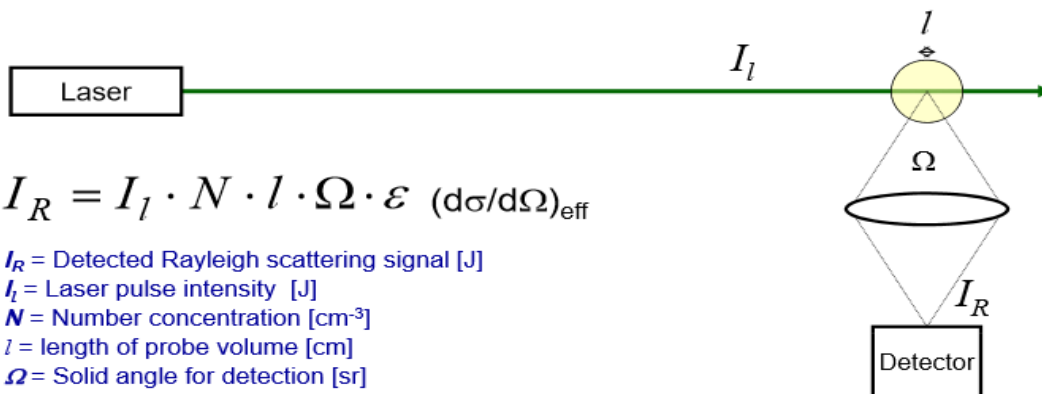 l
I_l
Laser
Ω
I_R = I_l · N · l · Ω · ε (dσ/dΩ)eff
I_R = Detected Rayleigh scattering signal [J]
I_l = Laser pulse intensity [J]
N = Number concentration [cm⁻³]
l = length of probe volume [cm]
Ω = Solid angle for detection [sr]
I_R
Detector